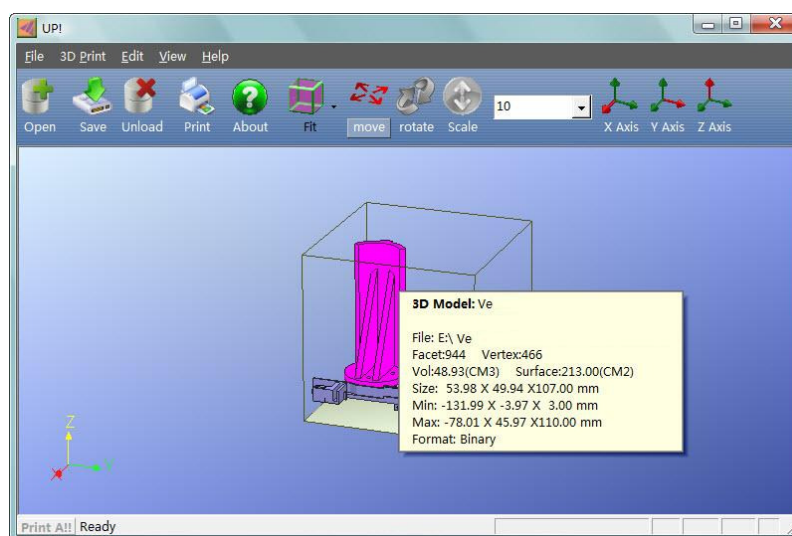 UP!
File 3D Print Edit View Help
10
Open Save Unload Print About Fit move rotate Scale X Axis Y Axis Z Axis
3D Model: Ve
File: E:\ Ve
Facet:944 Vertex:466
Vol:48.93(CM3) Surface:213.00(CM2)
Size: 53.98 X 49.94 X107.00 mm
Min: -131.99 X -3.97 X 3.00 mm
Max: -78.01 X 45.97 X110.00 mm
Format: Binary
Z
Y
Print A!! Ready